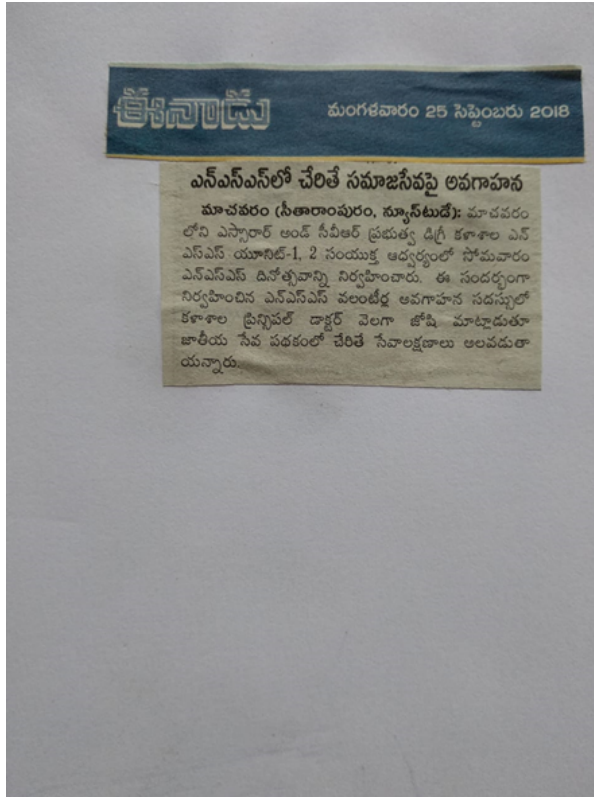 ఈనాడు
మంగళవారం 25 సెప్టెంబరు 2018
ఎన్ఎస్ఎస్‌లో చేరితే సమాజసేవపై అవగాహన
మాచవరం (సీతారాంపురం, న్యూస్‌టుడే): మాచవరం
లోని ఎస్సారార్ అండ్ సీవీఆర్ ప్రభుత్వ డిగ్రీ కళాశాల ఎన్
ఎస్ఎస్ యూనిట్-1, 2 సంయుక్త ఆధ్వర్యంలో సోమవారం
ఎన్ఎస్ఎస్ దినోత్సవాన్ని నిర్వహించారు. ఈ సందర్భంగా
నిర్వహించిన ఎన్ఎస్ఎస్ వలంటీర్ల అవగాహన సదస్సులో
కళాశాల ప్రిన్సిపల్ డాక్టర్ వెలగా జోషి మాట్లాడుతూ
జాతీయ సేవ పథకంలో చేరితే సేవాలక్షణాలు అలవడుతా
యన్నారు.